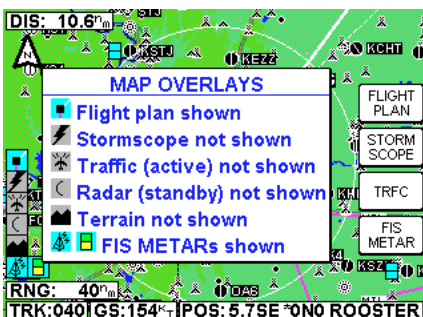 DIS: 10.6nm
KSTJ
KEZZ
KCHT
N
MAP OVERLAYS
Flight plan shown
Stormscope not shown
Traffic (active) not shown
Radar (standby) not shown
Terrain not shown
FIS METARs shown
FLIGHT PLAN
STORM SCOPE
TRFC
FIS METAR
0A6
RNG: 40nm
TRK:040 GS:154KT POS: 5.7SE *0N0 ROOSTER